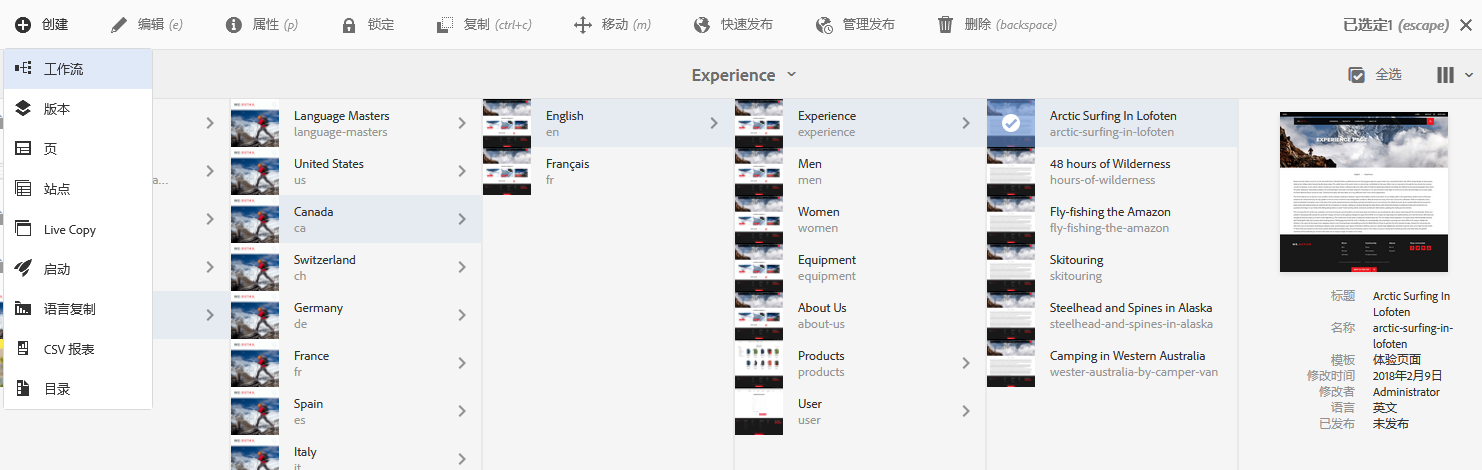 创建
编辑 (e)
属性 (p)
锁定
复制 (ctrl+c)
移动 (m)
快速发布
管理发布
删除 (backspace)
已选定1 (escape)
Experience
全选
工作流
版本
页
站点
Live Copy
启动
语言复制
CSV 报表
目录
a...
Language Masters
language-masters
United States
us
Canada
ca
Switzerland
ch
Germany
de
France
fr
Spain
es
Italy
it
English
en
Français
fr
Experience
experience
Men
men
Women
women
Equipment
equipment
About Us
about-us
Products
products
User
user
Arctic Surfing In Lofoten
arctic-surfing-in-lofoten
48 hours of Wilderness
hours-of-wilderness
Fly-fishing the Amazon
fly-fishing-the-amazon
Skitouring
skitouring
Steelhead and Spines in Alaska
steelhead-and-spines-in-alaska
Camping in Western Australia
wester-australia-by-camper-van
EXPERIENCE PAGE
标题 Arctic Surfing In
Lofoten
名称 arctic-surfing-in-
lofoten
模板 体验页面
修改时间 2018年2月9日
修改者 Administrator
语言 英文
已发布 未发布